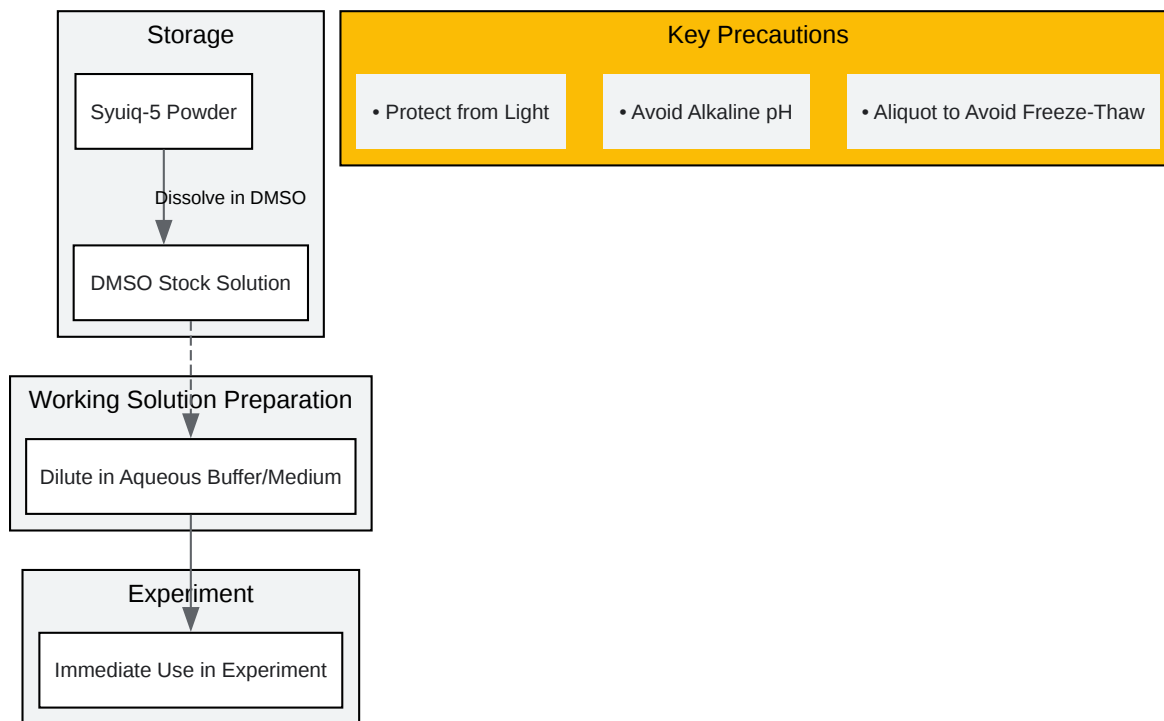 Storage
Syuiq-5 Powder
Dissolve in DMSO
DMSO Stock Solution
Working Solution Preparation
Dilute in Aqueous Buffer/Medium
Experiment
Immediate Use in Experiment
Key Precautions
• Protect from Light
• Avoid Alkaline pH
• Aliquot to Avoid Freeze-Thaw